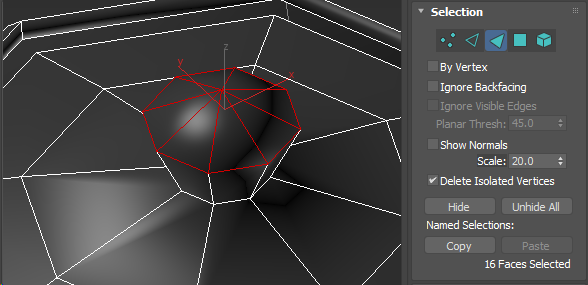 Selection
By Vertex
Ignore Backfacing
Ignore Visible Edges
Planar Thresh: 45.0
Show Normals
Scale: 20.0
Delete Isolated Vertices
Hide Unhide All
Named Selections:
Copy Paste
16 Faces Selected
z
y
x